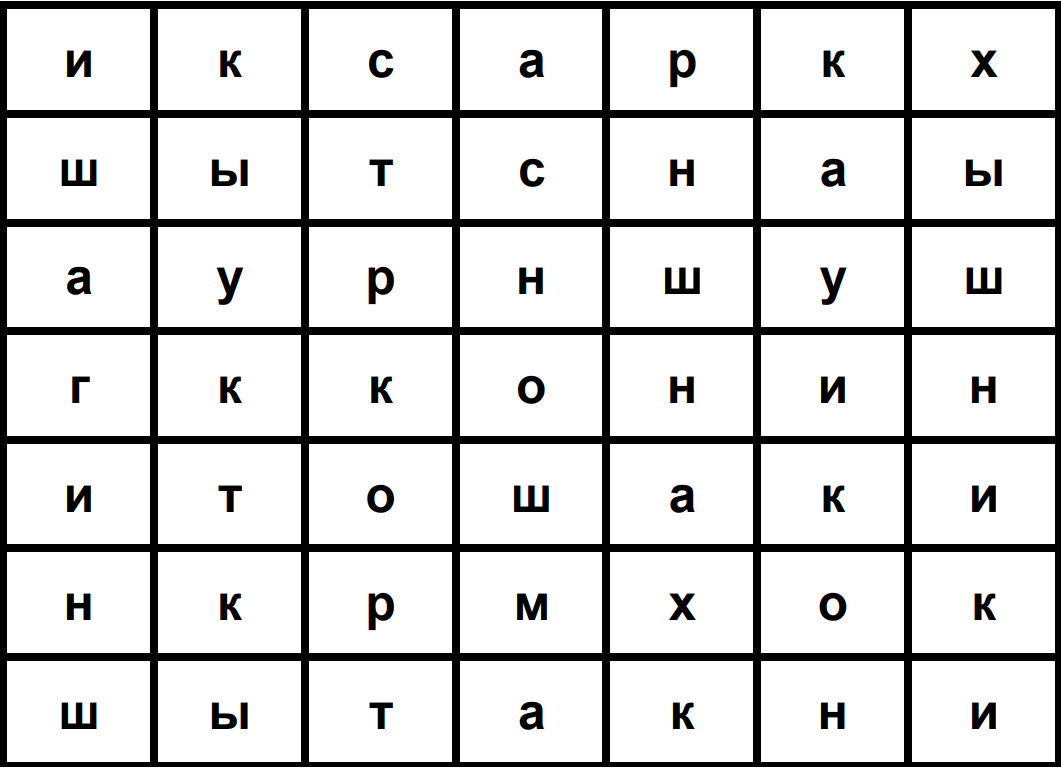 и к с а р к х
ш ы т с н а ы
а у р н ш у ш
г к к о н и н
и т о ш а к и
н к р м х о к
ш ы т а к н и